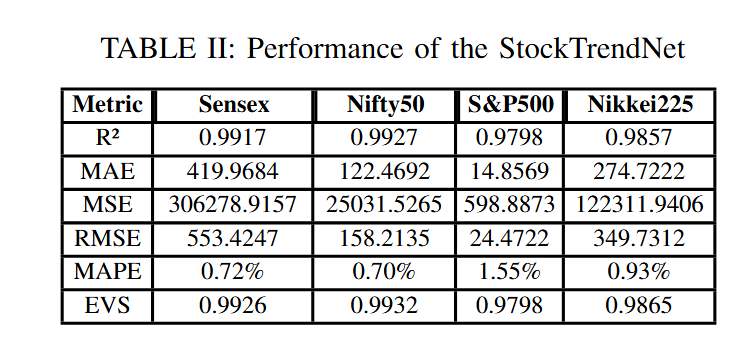 TABLE II: Performance of the StockTrendNet
Metric Sensex Nifty50 S&P500 Nikkei225
R² 0.9917 0.9927 0.9798 0.9857
MAE 419.9684 122.4692 14.8569 274.7222
MSE 306278.9157 25031.5265 598.8873 122311.9406
RMSE 553.4247 158.2135 24.4722 349.7312
MAPE 0.72% 0.70% 1.55% 0.93%
EVS 0.9926 0.9932 0.9798 0.9865